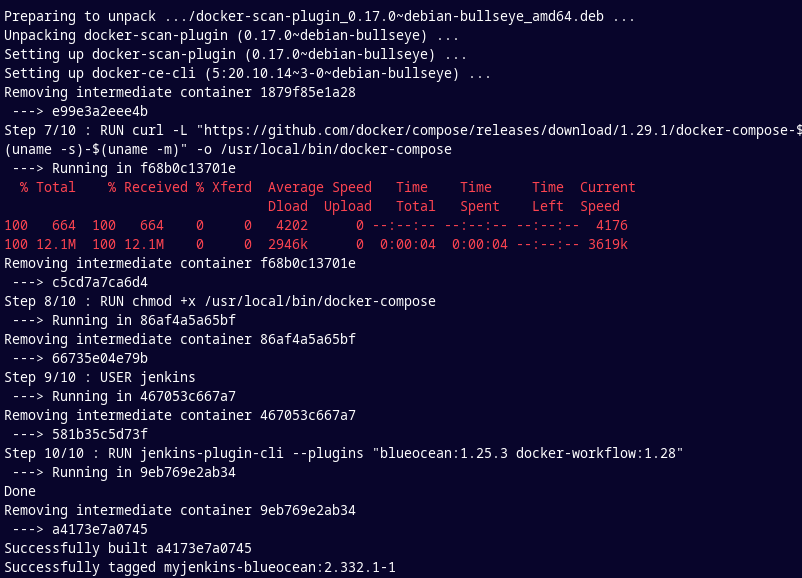 Preparing to unpack .../docker-scan-plugin_0.17.0~debian-bullseye_amd64.deb ...
Unpacking docker-scan-plugin (0.17.0~debian-bullseye) ...
Setting up docker-scan-plugin (0.17.0~debian-bullseye) ...
Setting up docker-ce-cli (5:20.10.14~3-0~debian-bullseye) ...
Removing intermediate container 1879f85e1a28
 ---> e99e3a2eee4b
Step 7/10 : RUN curl -L "https://github.com/docker/compose/releases/download/1.29.1/docker-compose-$
(uname -s)-$(uname -m)" -o /usr/local/bin/docker-compose
 ---> Running in f68b0c13701e
  % Total    % Received % Xferd  Average Speed   Time    Time     Time  Current
                                 Dload  Upload   Total   Spent    Left  Speed
100   664  100   664    0     0   4202      0 --:--:-- --:--:-- --:--:--  4176
100 12.1M  100 12.1M    0     0  2946k      0  0:00:04  0:00:04 --:--:-- 3619k
Removing intermediate container f68b0c13701e
 ---> c5cd7a7ca6d4
Step 8/10 : RUN chmod +x /usr/local/bin/docker-compose
 ---> Running in 86af4a5a65bf
Removing intermediate container 86af4a5a65bf
 ---> 66735e04e79b
Step 9/10 : USER jenkins
 ---> Running in 467053c667a7
Removing intermediate container 467053c667a7
 ---> 581b35c5d73f
Step 10/10 : RUN jenkins-plugin-cli --plugins "blueocean:1.25.3 docker-workflow:1.28"
 ---> Running in 9eb769e2ab34
Done
Removing intermediate container 9eb769e2ab34
 ---> a4173e7a0745
Successfully built a4173e7a0745
Successfully tagged myjenkins-blueocean:2.332.1-1